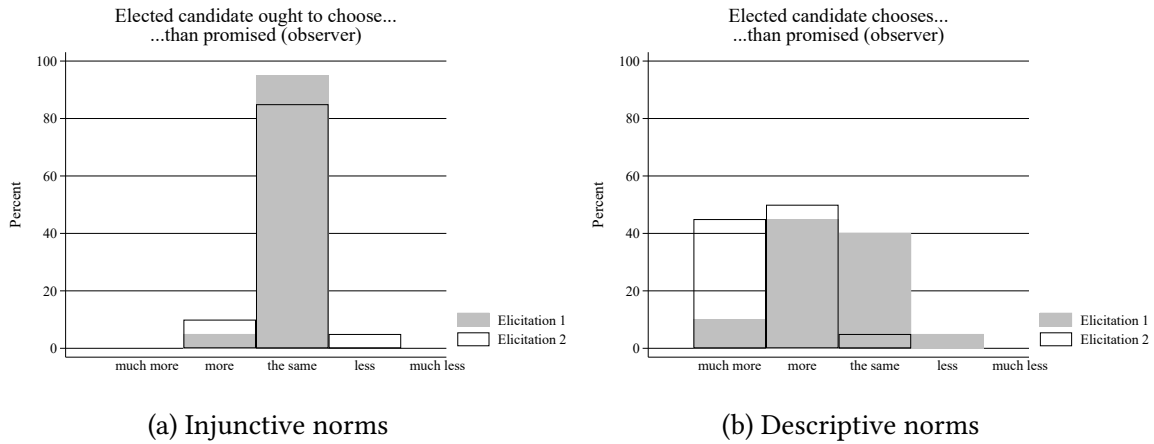 Elected candidate ought to choose...
...than promised (observer)
Percent
100
80
60
40
20
0
much more more the same less much less
Elicitation 1
Elicitation 2
(a) Injunctive norms
Elected candidate chooses...
...than promised (observer)
Percent
100
80
60
40
20
0
much more more the same less much less
Elicitation 1
Elicitation 2
(b) Descriptive norms